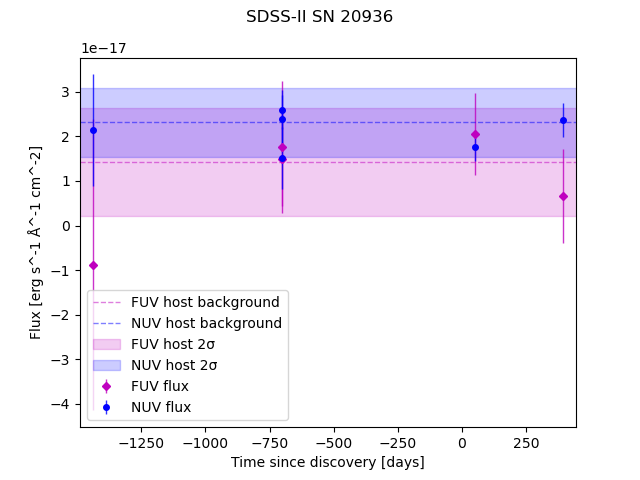 SDSS-II SN 20936
1e−17
3
2
1
0
−1
−2
−3
−4
Flux [erg s^-1 Å^-1 cm^-2]
FUV host background
NUV host background
FUV host 2σ
NUV host 2σ
FUV flux
NUV flux
−1250 −1000 −750 −500 −250 0 250
Time since discovery [days]